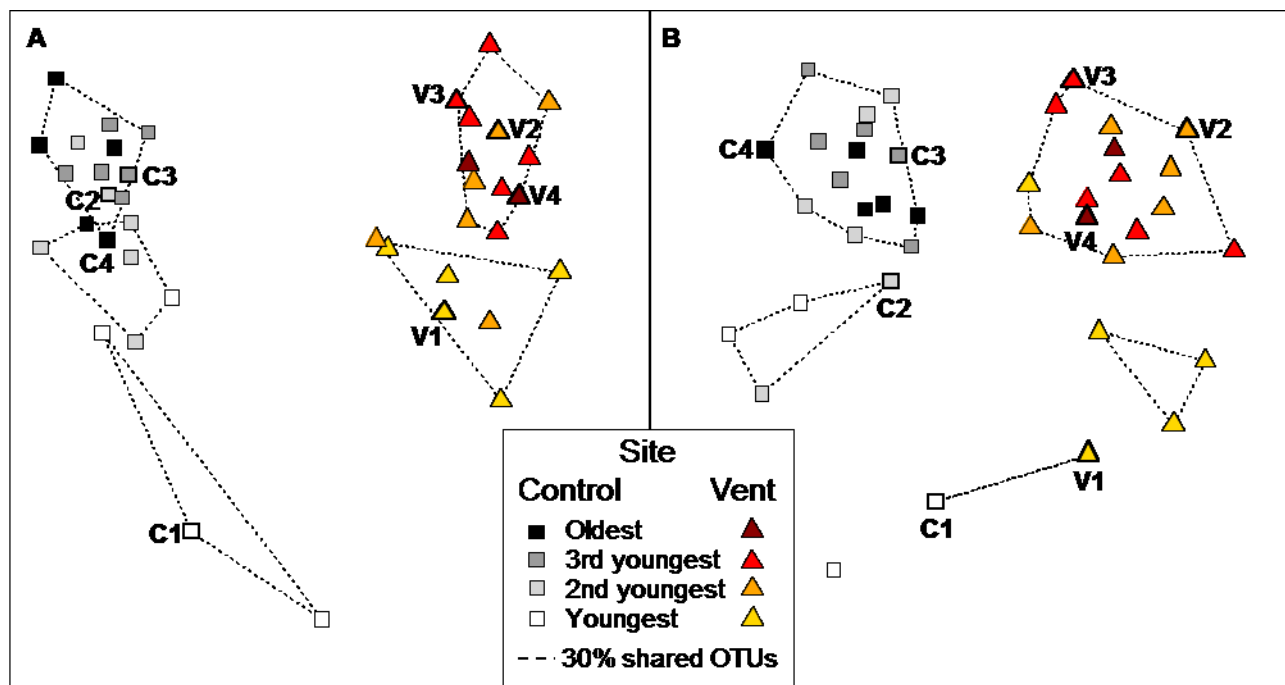 A
V3
V2
C3
C2
V4
C4
V1
C1
B
V3
V2
C4
C3
V4
C2
V1
C1
Site
Control Vent
Oldest
3rd youngest
2nd youngest
Youngest
30% shared OTUs